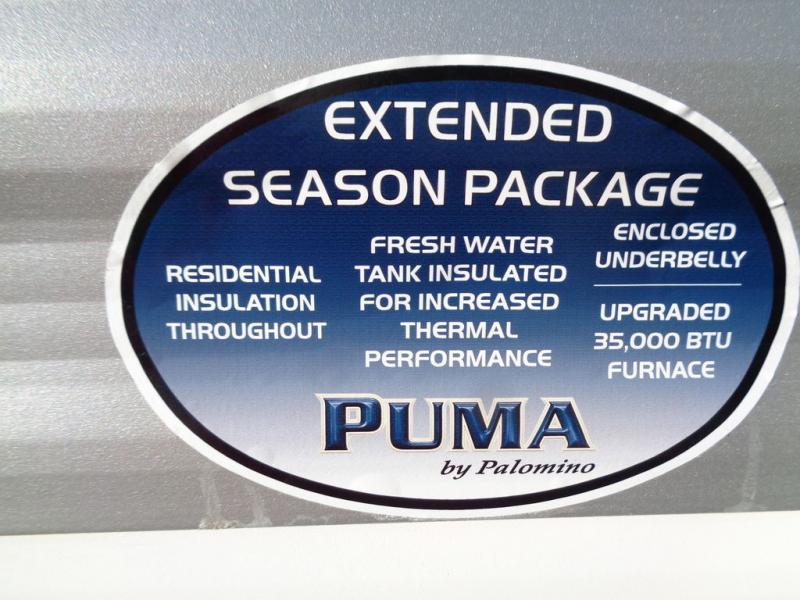 EXTENDED
SEASON PACKAGE
RESIDENTIAL
INSULATION
THROUGHOUT
FRESH WATER
TANK INSULATED
FOR INCREASED
THERMAL
PERFORMANCE
ENCLOSED
UNDERBELLY
UPGRADED
35,000 BTU
FURNACE
PUMA
by Palomino